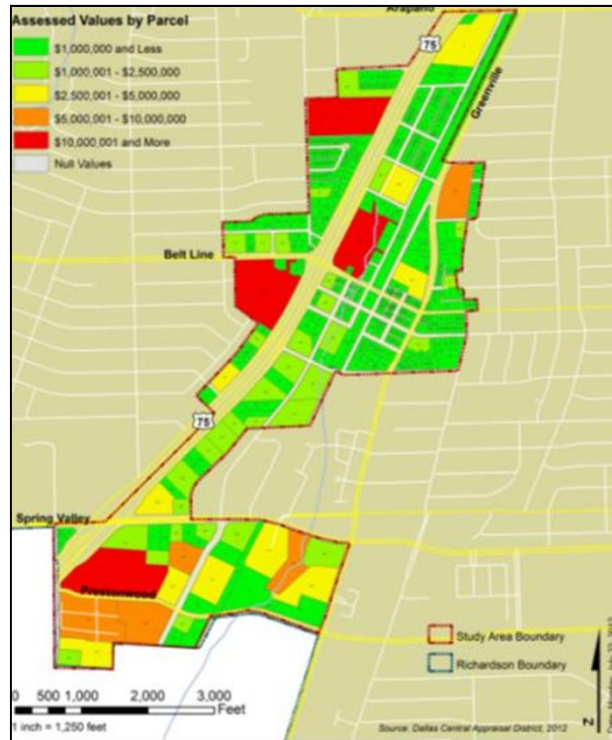 Assessed Values by Parcel
$1,000,000 and Less
$1,000,001 - $2,500,000
$2,500,001 - $5,000,000
$5,000,001 - $10,000,000
$10,000,001 and More
Null Values
Arapaho
75
Greenville
Belt Line
75
Spring Valley
Prestonwood
Study Area Boundary
Richardson Boundary
0 500 1,000 2,000 3,000
Feet
1 inch = 1,250 feet
Source: Dallas Central Appraisal District, 2012
N